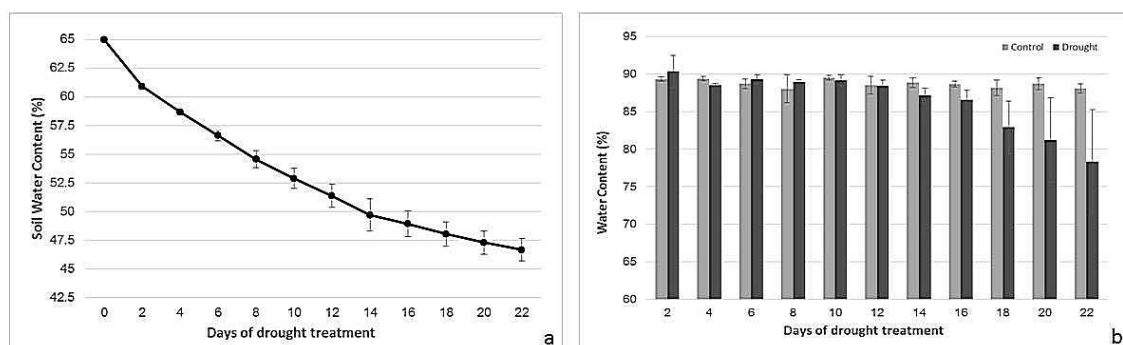 65
62.5
60
57.5
55
52.5
50
47.5
45
42.5
Soil Water Content (%)
0 2 4 6 8 10 12 14 16 18 20 22
Days of drought treatment
a
95
90
85
80
75
70
65
60
Water Content (%)
Control Drought
2 4 6 8 10 12 14 16 18 20 22
Days of drought treatment
b